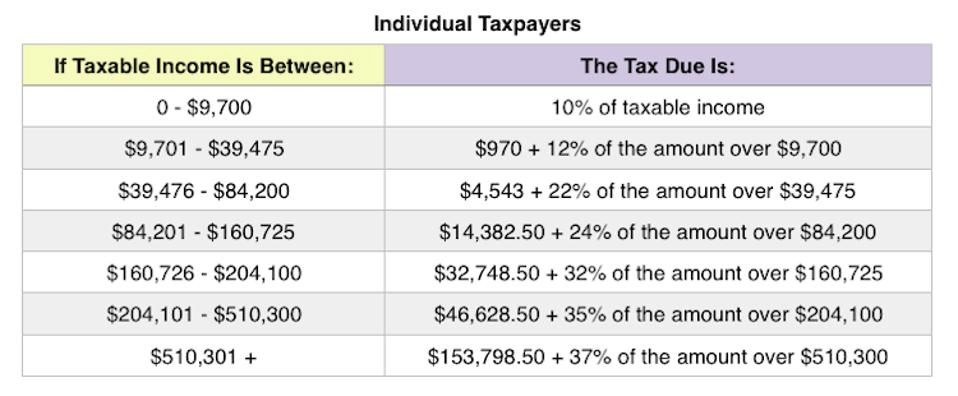 Individual Taxpayers
If Taxable Income Is Between: The Tax Due Is:
0 - $9,700 10% of taxable income
$9,701 - $39,475 $970 + 12% of the amount over $9,700
$39,476 - $84,200 $4,543 + 22% of the amount over $39,475
$84,201 - $160,725 $14,382.50 + 24% of the amount over $84,200
$160,726 - $204,100 $32,748.50 + 32% of the amount over $160,725
$204,101 - $510,300 $46,628.50 + 35% of the amount over $204,100
$510,301 + $153,798.50 + 37% of the amount over $510,300